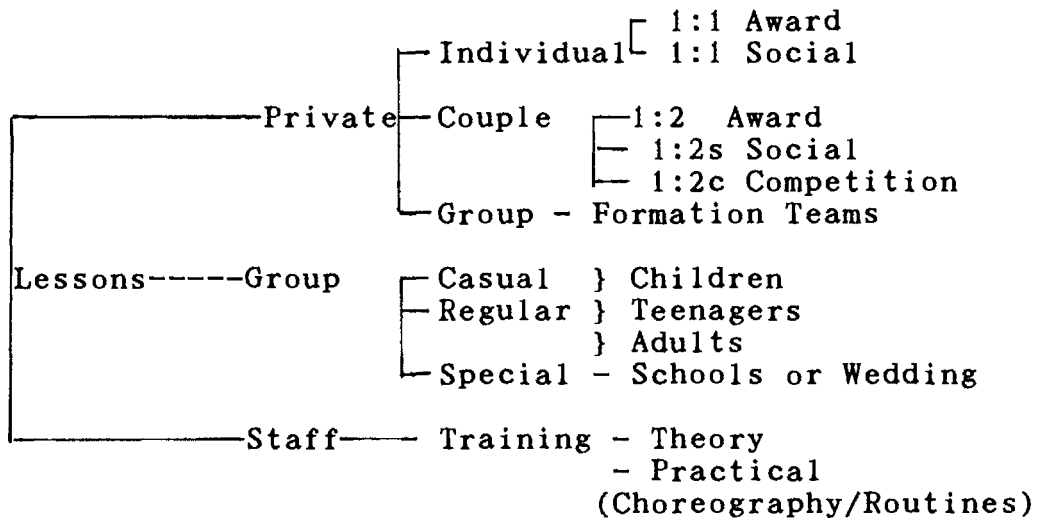 1:1 Award
Individual 1:1 Social
Private Couple 1:2 Award
1:2s Social
1:2c Competition
Group - Formation Teams
Lessons-----Group Casual } Children
Regular } Teenagers
} Adults
Special - Schools or Wedding
Staff Training - Theory
- Practical
(Choreography/Routines)